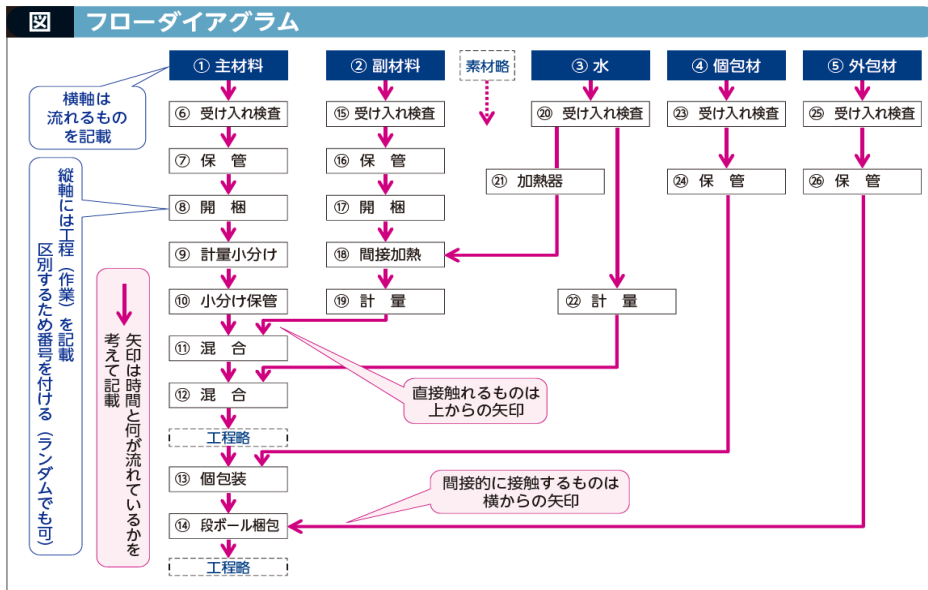 図 フローダイアグラム
① 主材料
② 副材料
素材略
③ 水
④ 個包材
⑤ 外包材
横軸は
流れるもの
を記載
⑥ 受け入れ検査
⑮ 受け入れ検査
⑳ 受け入れ検査
㉓ 受け入れ検査
㉕ 受け入れ検査
⑦ 保 管
⑯ 保 管
㉑ 加熱器
㉔ 保 管
㉖ 保 管
縦軸には工程（作業）を記載
区別するため番号を付ける（ランダムでも可）
⑧ 開 梱
⑰ 開 梱
⑨ 計量小分け
⑱ 間接加熱
⑩ 小分け保管
⑲ 計 量
㉒ 計 量
矢印は時間と何が流れているかを
考えて記載
⑪ 混 合
⑫ 混 合
直接触れるものは
上からの矢印
工程略
⑬ 個包装
間接的に接触するものは
横からの矢印
⑭ 段ボール梱包
工程略